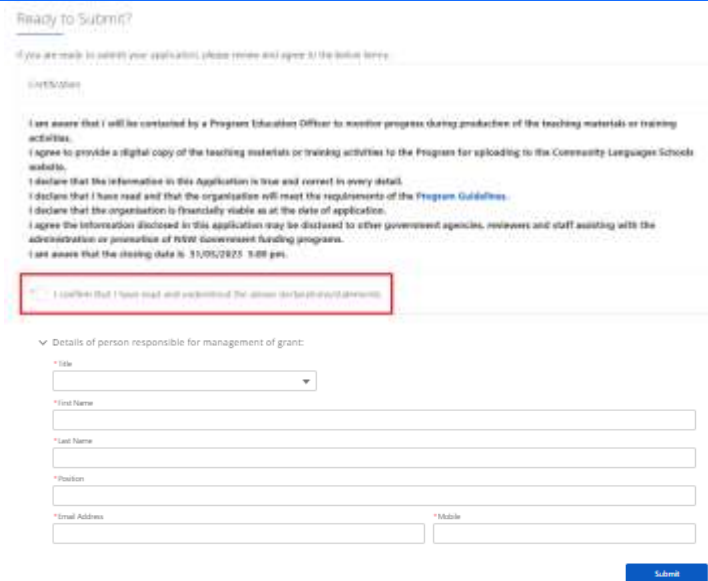 Ready to Submit?
If you are ready to submit your application, please review and agree to the below terms.
Certification
I am aware that I will be contacted by a Program Education Officer to monitor progress during production of the teaching materials or training
activities.
I agree to provide a digital copy of the teaching materials or training activities to the Program for uploading to the Community Languages Schools
website.
I declare that the information in this Application is true and correct in every detail.
I declare that I have read and that the organisation will meet the requirements of the Program Guidelines.
I declare that the organisation is financially viable as at the date of application.
I agree the information disclosed in this application may be disclosed to other government agencies, reviewers and staff assisting with the
administration or promotion of NSW Government funding programs.
I am aware that the closing date is 31/05/2023 5:00 pm.
* I confirm that I have read and understood the above declarations/statements
Details of person responsible for management of grant:
* Title
* First Name
* Last Name
* Position
* Email Address
* Mobile
Submit